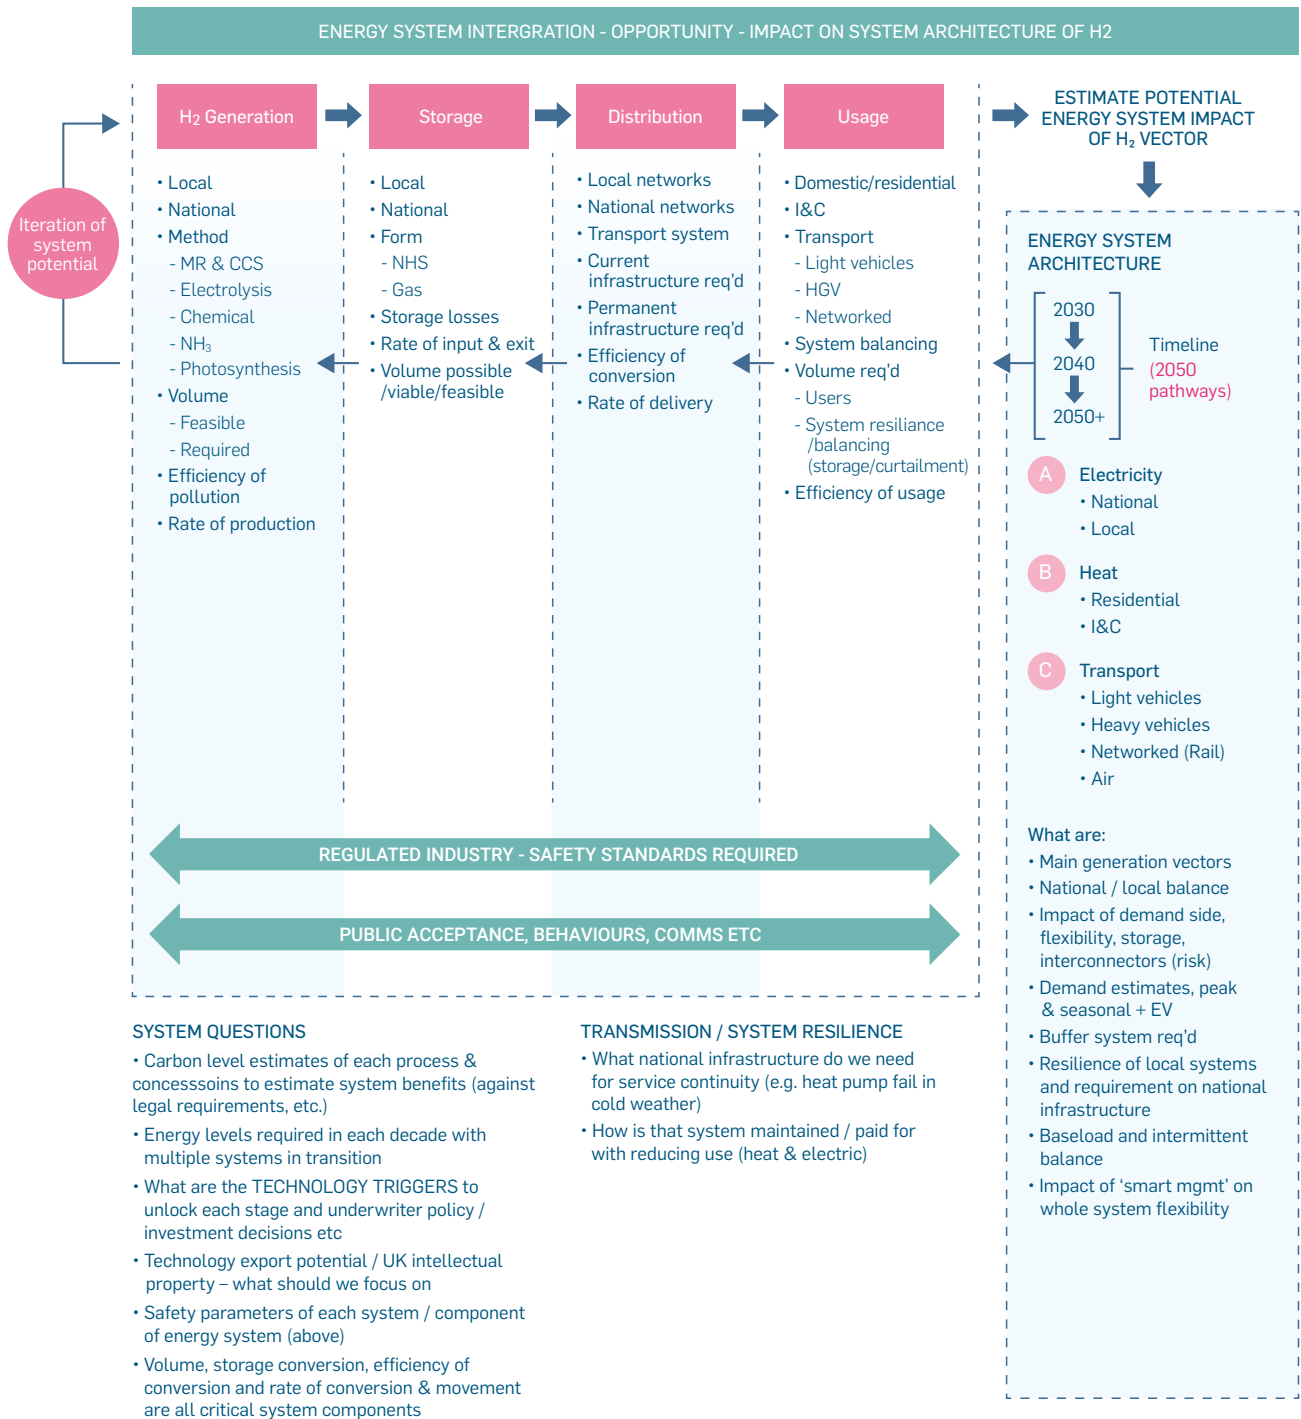 ENERGY SYSTEM INTERGRATION - OPPORTUNITY - IMPACT ON SYSTEM ARCHITECTURE OF H2
Iteration of
system
potential
H2 Generation
• Local
• National
• Method
- MR & CCS
- Electrolysis
- Chemical
- NH3
- Photosynthesis
• Volume
- Feasible
- Required
• Efficiency of
pollution
• Rate of production
Storage
• Local
• National
• Form
- NHS
- Gas
• Storage losses
• Rate of input & exit
• Volume possible
/viable/feasible
Distribution
• Local networks
• National networks
• Transport system
• Current
infrastructure req'd
• Permanent
infrastructure req'd
• Efficiency of
conversion
• Rate of delivery
Usage
• Domestic/residential
• I&C
• Transport
- Light vehicles
- HGV
- Networked
• System balancing
• Volume req'd
- Users
- System resiliance
/balancing
(storage/curtailment)
• Efficiency of usage
REGULATED INDUSTRY - SAFETY STANDARDS REQUIRED
PUBLIC ACCEPTANCE, BEHAVIOURS, COMMS ETC
ESTIMATE POTENTIAL
ENERGY SYSTEM IMPACT
OF H₂ VECTOR
ENERGY SYSTEM
ARCHITECTURE
2030
2040
2050+
Timeline
(2050
pathways)
A Electricity
• National
• Local
B Heat
• Residential
• I&C
C Transport
• Light vehicles
• Heavy vehicles
• Networked (Rail)
• Air
What are:
• Main generation vectors
• National / local balance
• Impact of demand side,
flexibility, storage,
interconnectors (risk)
• Demand estimates, peak
& seasonal + EV
• Buffer system req'd
• Resilience of local systems
and requirement on national
infrastructure
• Baseload and intermittent
balance
• Impact of ‘smart mgmt’ on
whole system flexibility
SYSTEM QUESTIONS
• Carbon level estimates of each process &
concesssoins to estimate system benefits (against
legal requirements, etc.)
• Energy levels required in each decade with
multiple systems in transition
• What are the TECHNOLOGY TRIGGERS to
unlock each stage and underwriter policy /
investment decisions etc
• Technology export potential / UK intellectual
property – what should we focus on
• Safety parameters of each system / component
of energy system (above)
• Volume, storage conversion, efficiency of
conversion and rate of conversion & movement
are all critical system components
TRANSMISSION / SYSTEM RESILIENCE
• What national infrastructure do we need
for service continuity (e.g. heat pump fail in
cold weather)
• How is that system maintained / paid for
with reducing use (heat & electric)